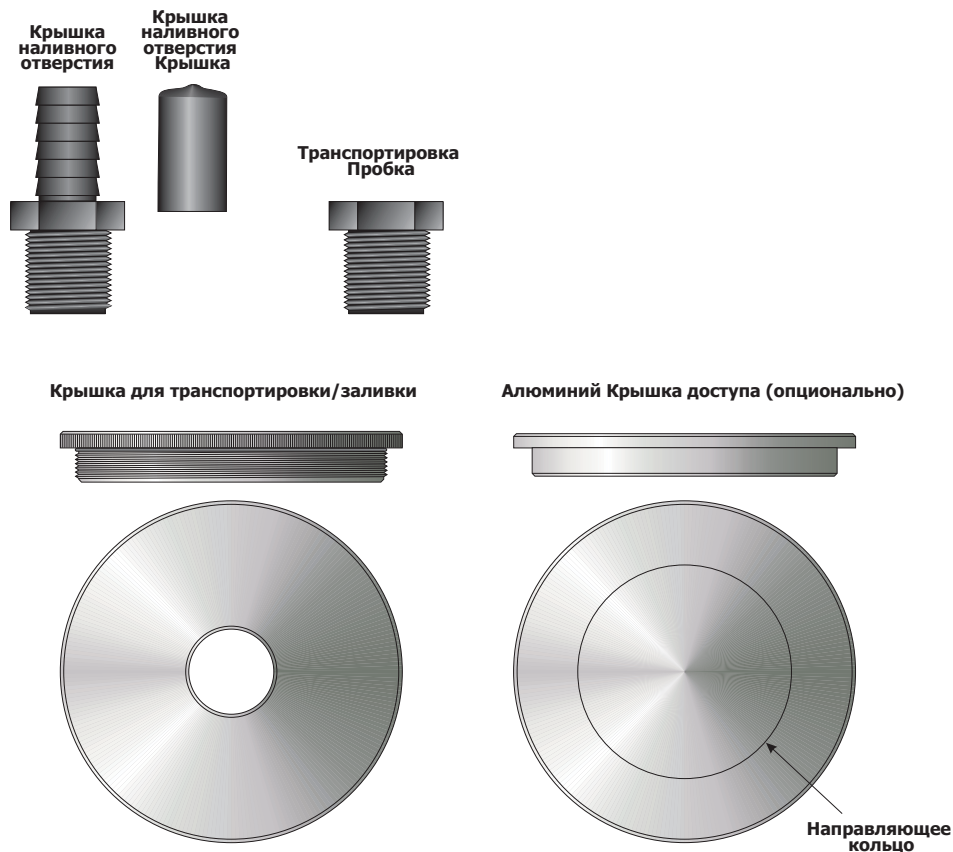 Крышка
наливного
отверстия
Крышка
наливного
отверстия
Крышка
Транспортировка
Пробка
Крышка для транспортировки/заливки
Алюминий Крышка доступа (опционально)
Направляющее
кольцо